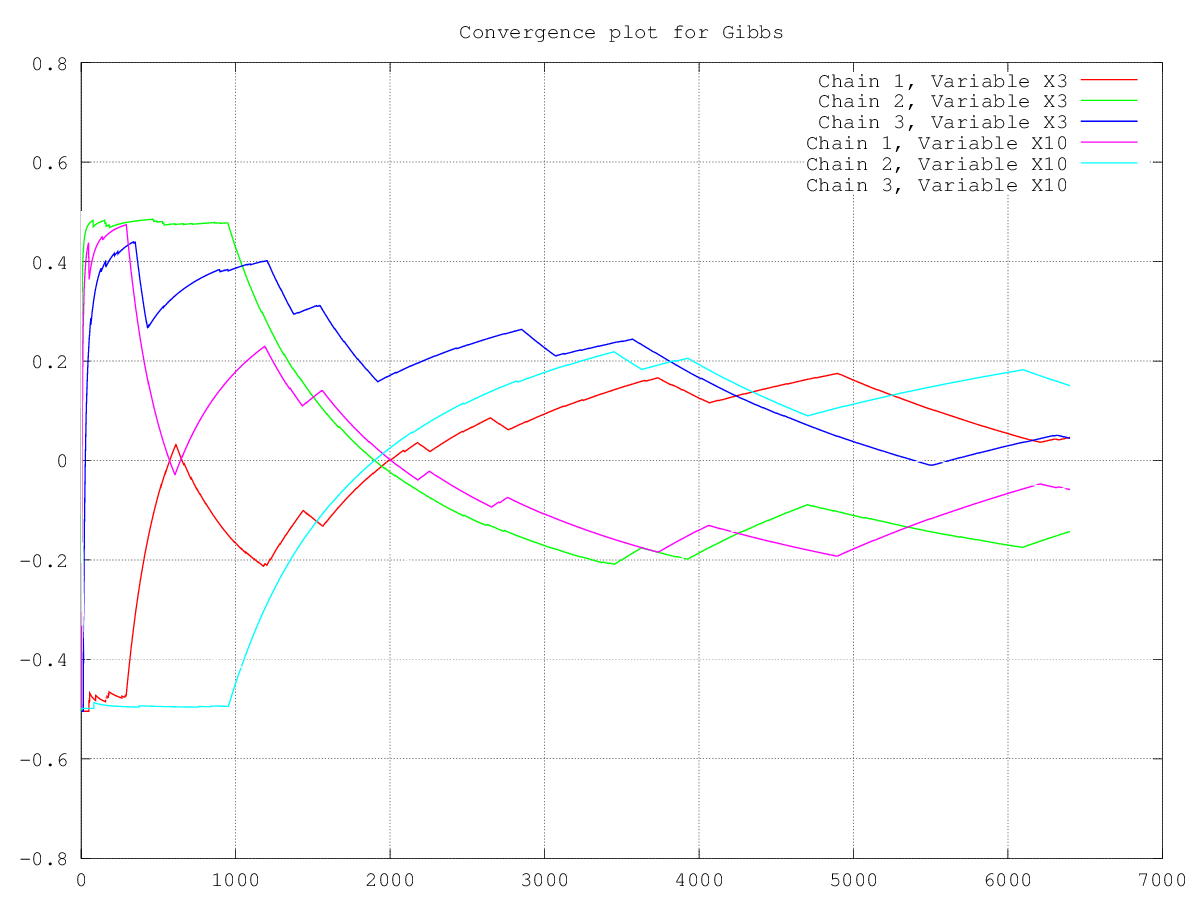 Convergence plot for Gibbs
0.8
0.6
0.4
0.2
0
-0.2
-0.4
-0.6
-0.8
Chain 1, Variable X3
Chain 2, Variable X3
Chain 3, Variable X3
Chain 1, Variable X10
Chain 2, Variable X10
Chain 3, Variable X10
0 1000 2000 3000 4000 5000 6000 7000